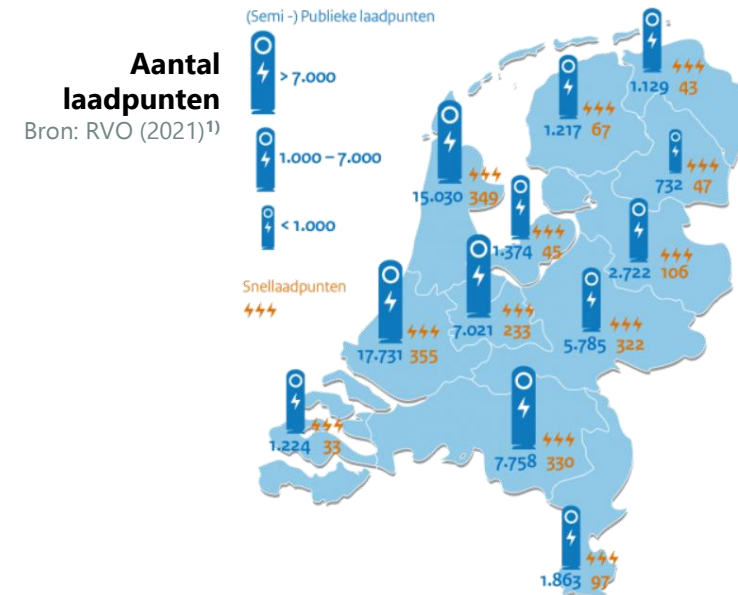 (Semi -) Publieke laadpunten
Aantal
laadpunten
Bron: RVO (2021)¹⁾
> 7.000
1.000 – 7.000
< 1.000
Snellaadpunten
1.129 43
1.217 67
732 47
15.030 349
1.374 45
2.722 106
7.021 233
5.785 322
17.731 355
1.224 33
7.758 330
1.863 97